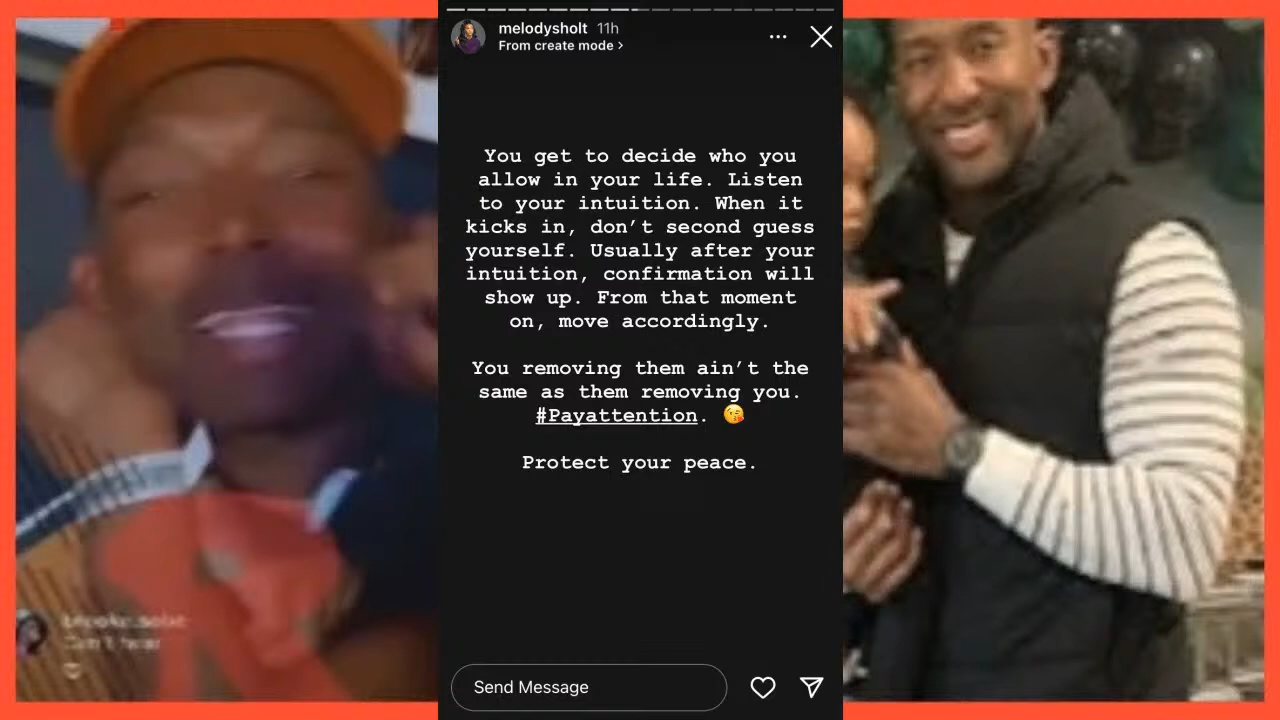 melodysholt 11h
From create mode >
You get to decide who you
allow in your life. Listen
to your intuition. When it
kicks in, don’t second guess
yourself. Usually after your
intuition, confirmation will
show up. From that moment
on, move accordingly.
You removing them ain’t the
same as them removing you.
#Payattention. 😘
Protect your peace.
Send Message